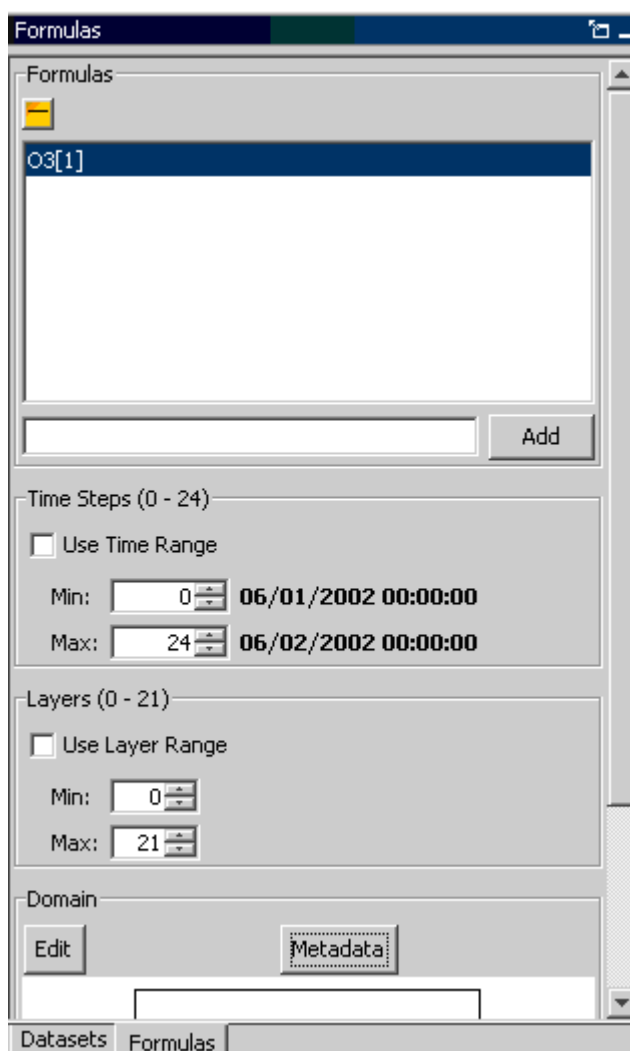 Formulas
Formulas
O3[1]
Add
Time Steps (0 - 24)
Use Time Range
Min: 0 06/01/2002 00:00:00
Max: 24 06/02/2002 00:00:00
Layers (0 - 21)
Use Layer Range
Min: 0
Max: 21
Domain
Edit Metadata
Datasets Formulas